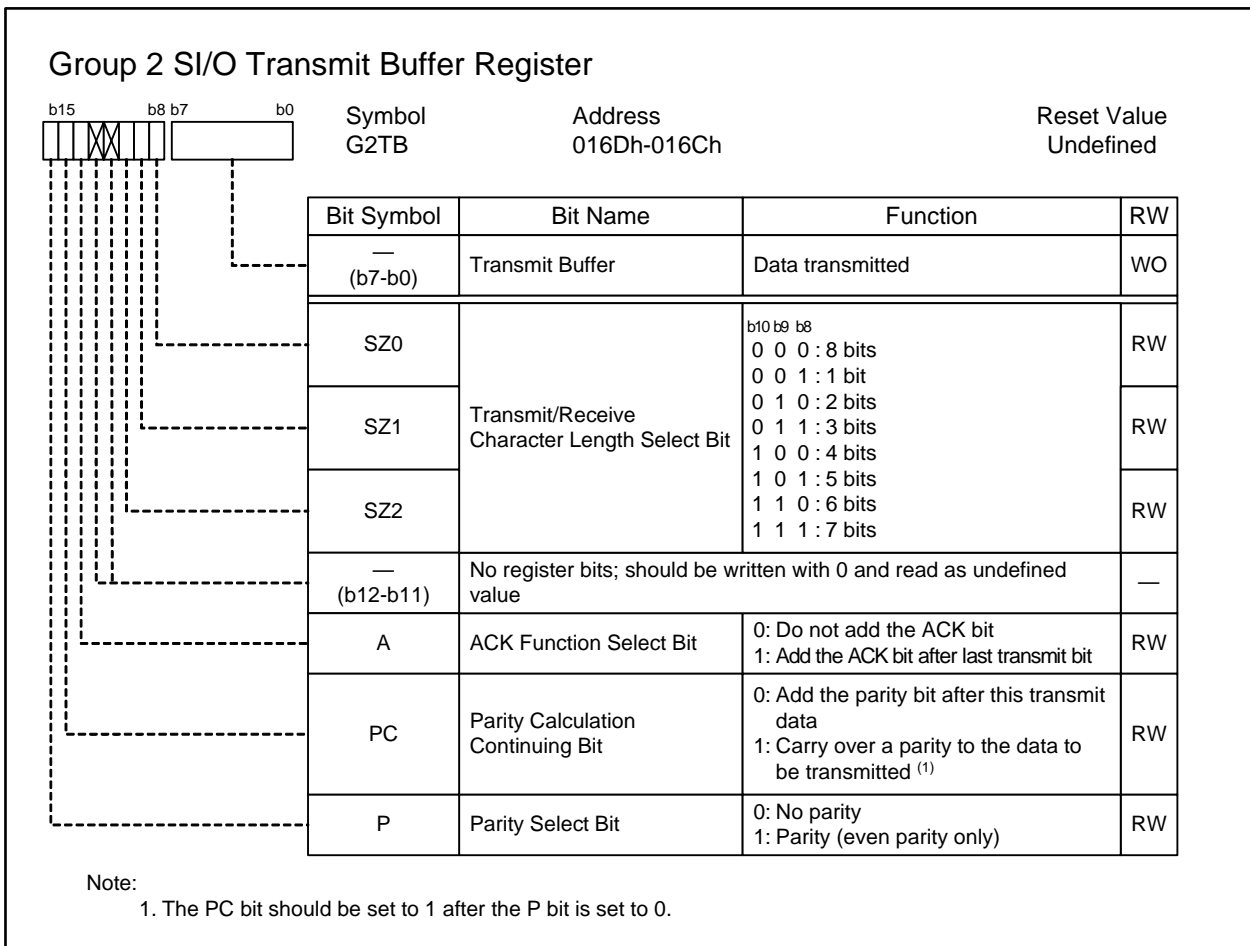 Group 2 SI/O Transmit Buffer Register
b15 b8 b7 b0
Symbol Address Reset Value
G2TB 016Dh-016Ch Undefined
Bit Symbol Bit Name Function RW
—
(b7-b0) Transmit Buffer Data transmitted WO
b10 b9 b8
SZ0 0 0 0 : 8 bits RW
0 0 1 : 1 bit
SZ1 Transmit/Receive 0 1 0 : 2 bits RW
Character Length Select Bit 0 1 1 : 3 bits
1 0 0 : 4 bits
1 0 1 : 5 bits
SZ2 1 1 0 : 6 bits RW
1 1 1 : 7 bits
— No register bits; should be written with 0 and read as undefined —
(b12-b11) value
A ACK Function Select Bit 0: Do not add the ACK bit RW
1: Add the ACK bit after last transmit bit
0: Add the parity bit after this transmit
PC Parity Calculation data RW
Continuing Bit 1: Carry over a parity to the data to
be transmitted (1)
P Parity Select Bit 0: No parity RW
1: Parity (even parity only)
Note:
1. The PC bit should be set to 1 after the P bit is set to 0.